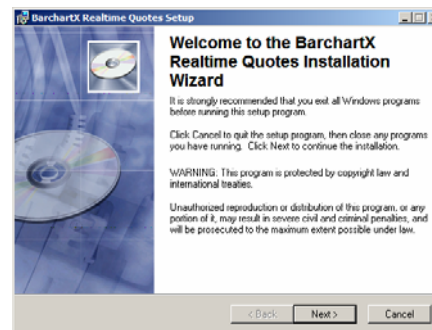 BarchartX Realtime Quotes Setup
Welcome to the BarchartX
Realtime Quotes Installation
Wizard
It is strongly recommended that you exit all Windows programs
before running this setup program.
Click Cancel to quit the setup program, then close any programs
you have running. Click Next to continue the installation.
WARNING: This program is protected by copyright law and
international treaties.
Unauthorized reproduction or distribution of this program, or any
portion of it, may result in severe civil and criminal penalties, and
will be prosecuted to the maximum extent possible under law.
< Back Next > Cancel